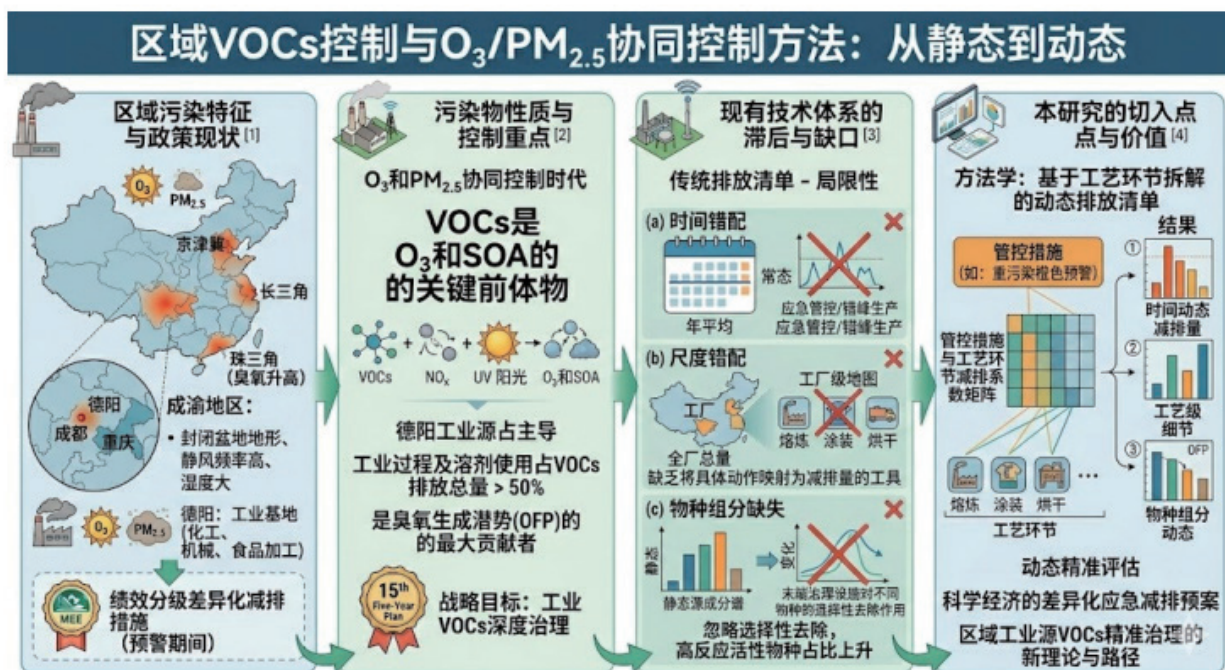 区域VOCs控制与O₃/PM₂.₅协同控制方法：从静态到动态
区域污染特征
与政策现状[1]
O₃
PM₂.₅
京津冀
长三角
珠三角
(臭氧升高)
德阳
成都
重庆
成渝地区：
• 封闭盆地地形、
静风频率高、
湿度大
O₃
PM₂.₅
德阳：工业基地
(化工、
机械、食品加工)
MEE
绩效分级差异化减排
措施
(预警期间)
污染物性质与
控制重点[2]
O₃和PM₂.₅协同控制时代
VOCs是
O₃和SOA的
的关键前体物
VOCs + NOₓ + UV 阳光 → O₃和SOA
德阳工业源占主导
工业过程及溶剂使用占VOCs
排放总量 > 50%
是臭氧生成潜势(OFP)的
的最大贡献者
15th
Five-Year
Plan
战略目标：工业
VOCs深度治理
现有技术体系的
滞后与缺口[3]
传统排放清单 - 局限性
(a) 时间错配
常态
年平均
应急管控/错峰生产
应急管控/错峰生产
(b) 尺度错配
工厂级地图
工厂
全厂总量
熔炼
涂装
烘干
缺乏将具体动作映射为减排量的工具
(c) 物种组分缺失
静态
静态源成分谱
变化
末端治理设施对不同
物种的选择性去除作用
忽略选择性去除，
高反应活性物种占比上升
本研究的切入点
点与价值[4]
方法学：基于工艺环节拆解
的动态排放清单
管控措施
(如：重污染橙色预警)
结果
管控措施
与工艺环
节减排系
数矩阵
熔炼
涂装
烘干
...
工艺环节
①
时间动态
减排量
②
工艺级
细节
③
OFP
物种组分
动态
动态精准评估
科学经济的差异化应急减排预案
区域工业源VOCs精准治理的
新理论与路径